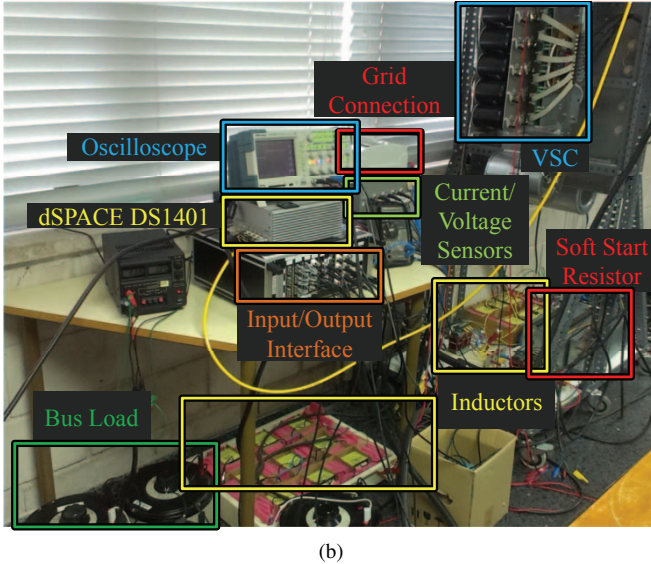 Grid
Connection
Oscilloscope
VSC
dSPACE DS1401
Current/
Voltage
Sensors
Soft Start
Resistor
Input/Output
Interface
Inductors
Bus Load
(b)